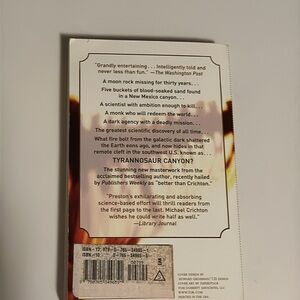 "Grandly entertaining... Intelligently told and
never less than fun." —The Washington Post
A moon rock missing for thirty years...
Five buckets of blood-soaked sand found
in a New Mexico canyon...
A scientist with ambition enough to kill...
A monk who will redeem the world...
A dark agency with a deadly mission...
The greatest scientific discovery of all time...
What fire bolt from the galactic dark shattered
the Earth eons ago, and now hides in that
remote cleft in the southwest U.S. known as...
TYRANNOSAUR CANYON?
The stunning new masterwork from the
acclaimed bestselling author, recently hailed
by Publishers Weekly as "better than Crichton."
"Preston's exhilarating and absorbing
science-based effort will thrill readers from
the first page to the last. Michael Crichton
wishes he could write half as well."
—Library Journal
PRINTED IN THE USA